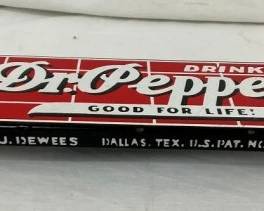 DRINK
Dr. Peppe
GOOD FOR LIFE!
J. DEWEES DALLAS. TEX. U.S. PAT. NO